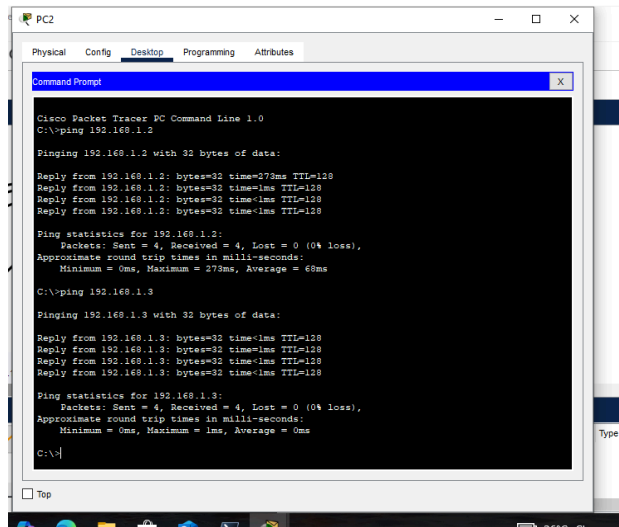 PC2
Physical Config Desktop Programming Attributes
Command Prompt
X
Cisco Packet Tracer PC Command Line 1.0
C:\>ping 192.168.1.2
Pinging 192.168.1.2 with 32 bytes of data:
Reply from 192.168.1.2: bytes=32 time=273ms TTL=128
Reply from 192.168.1.2: bytes=32 time=1ms TTL=128
Reply from 192.168.1.2: bytes=32 time<1ms TTL=128
Reply from 192.168.1.2: bytes=32 time<1ms TTL=128
Ping statistics for 192.168.1.2:
Packets: Sent = 4, Received = 4, Lost = 0 (0% loss),
Approximate round trip times in milli-seconds:
Minimum = 0ms, Maximum = 273ms, Average = 68ms
C:\>ping 192.168.1.3
Pinging 192.168.1.3 with 32 bytes of data:
Reply from 192.168.1.3: bytes=32 time<1ms TTL=128
Reply from 192.168.1.3: bytes=32 time<1ms TTL=128
Reply from 192.168.1.3: bytes=32 time<1ms TTL=128
Reply from 192.168.1.3: bytes=32 time<1ms TTL=128
Ping statistics for 192.168.1.3:
Packets: Sent = 4, Received = 4, Lost = 0 (0% loss),
Approximate round trip times in milli-seconds:
Minimum = 0ms, Maximum = 1ms, Average = 0ms
C:\>
Type
Top